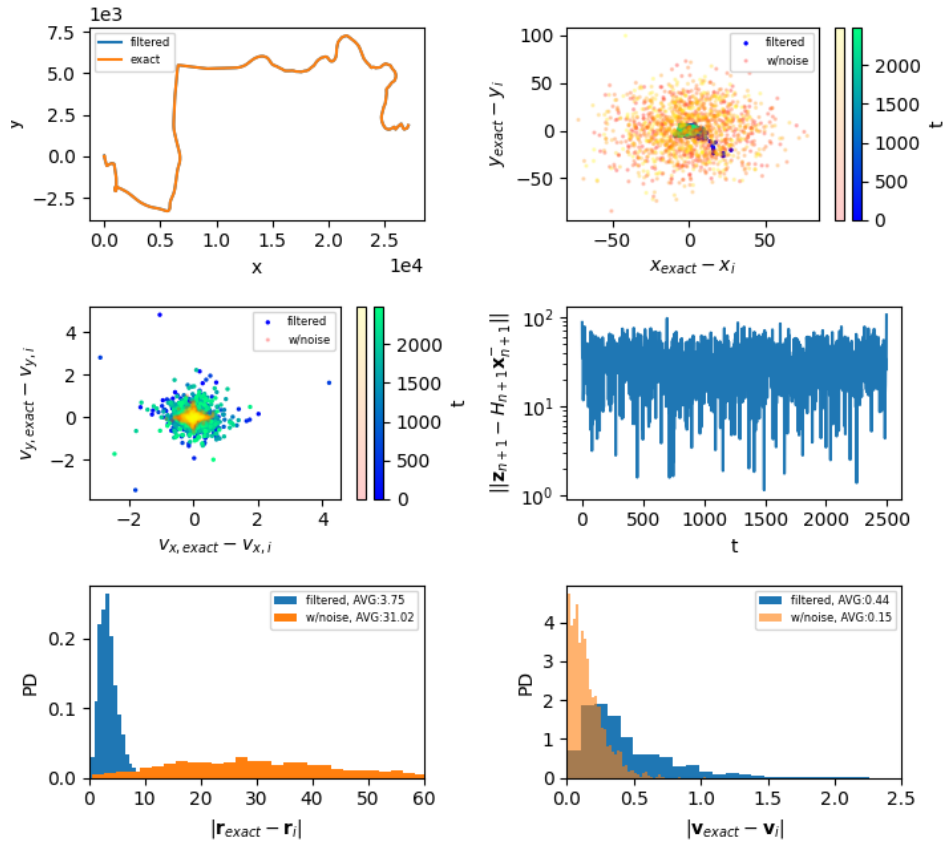 1e3
7.5
5.0
2.5
0.0
−2.5
y
filtered
exact
0.0 0.5 1.0 1.5 2.0 2.5
x
1e4
100
50
0
−50
y_exact − y_i
filtered
w/noise
−50 0 50
x_exact − x_i
2000
1500
1000
500
0
t
4
2
0
−2
v_y,exact − v_y,i
filtered
w/noise
−2 0 2 4
v_x,exact − v_x,i
2000
1500
1000
500
0
t
10²
10¹
10⁰
||z_n+1 − H_n+1 x⁻_n+1||
0 500 1000 1500 2000 2500
t
0.2
0.1
0.0
PD
filtered, AVG:3.75
w/noise, AVG:31.02
0 10 20 30 40 50 60
|r_exact − r_i|
4
3
2
1
0
PD
filtered, AVG:0.44
w/noise, AVG:0.15
0.0 0.5 1.0 1.5 2.0 2.5
|v_exact − v_i|